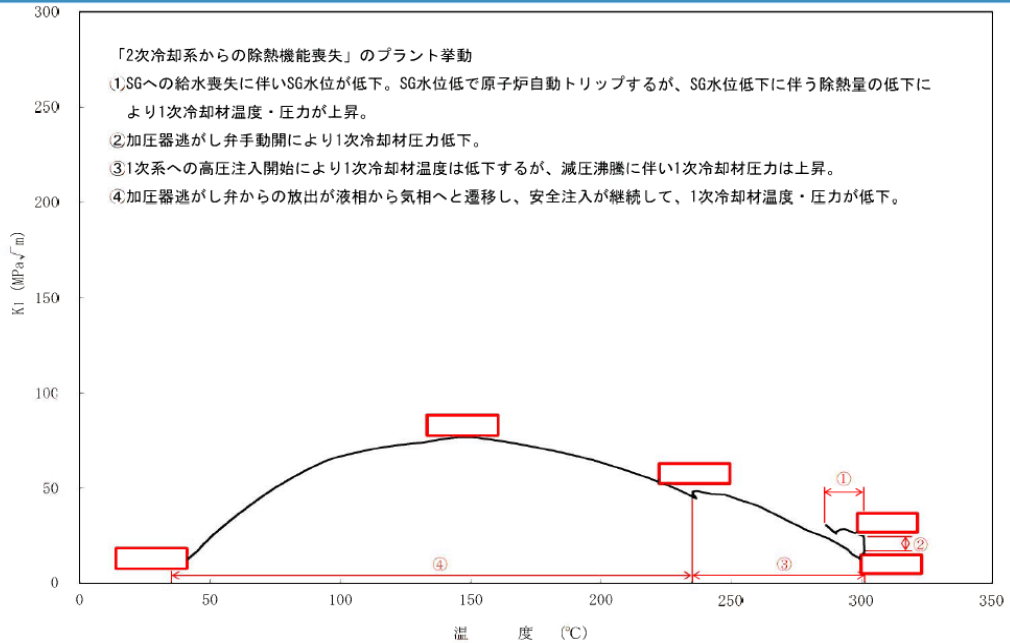 300
「2次冷却系からの除熱機能喪失」のプラント挙動
①SGへの給水喪失に伴いSG水位が低下。SG水位低で原子炉自動トリップするが、SG水位低下に伴う除熱量の低下に
より1次冷却材温度・圧力が上昇。
②加圧器逃がし弁手動開により1次冷却材圧力低下。
③1次系への高圧注入開始により1次冷却材温度は低下するが、減圧沸騰に伴い1次冷却材圧力は上昇。
④加圧器逃がし弁からの放出が液相から気相へと遷移し、安全注入が継続して、1次冷却材温度・圧力が低下。
250
200
150
100
50
0
KI (MPa√m)
①
②
③
④
0 50 100 150 200 250 300 350
温 度 (℃)